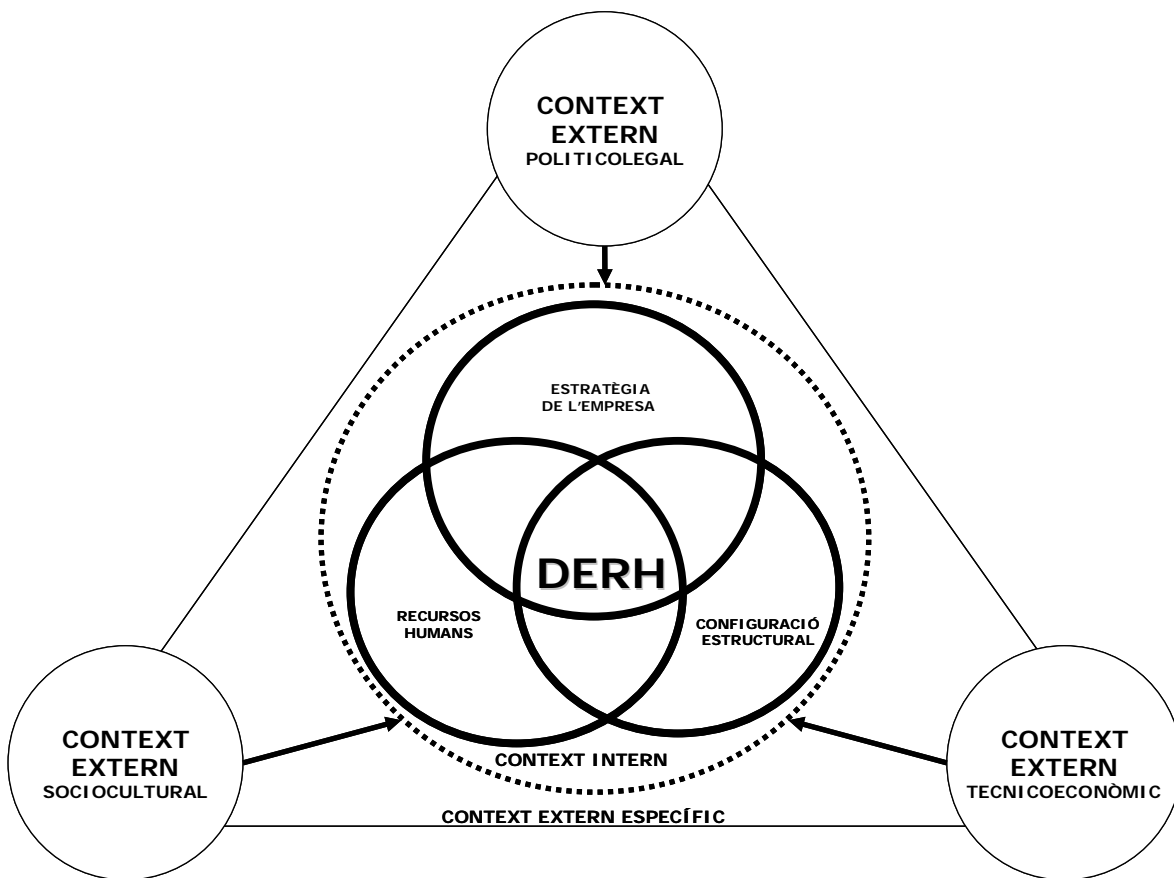 CONTEXT
EXTERN
POLITICOLEGAL
ESTRATÈGIA
DE L'EMPRESA
DERH
RECURSOS
HUMANS
CONFIGURACIÓ
ESTRUCTURAL
CONTEXT
EXTERN
SOCIOCULTURAL
CONTEXT INTERN
CONTEXT
EXTERN
TECNICOECONÒMIC
CONTEXT EXTERN ESPECÍFIC